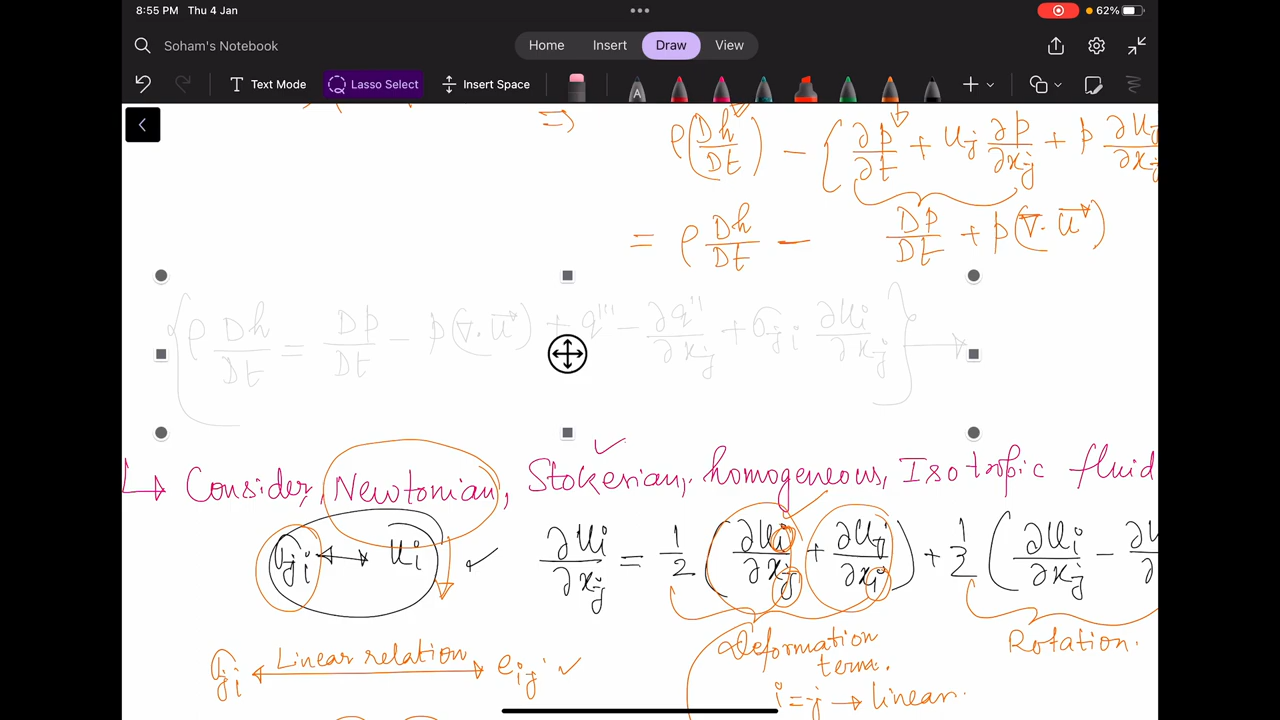 8:55 PM Thu 4 Jan
62%
Soham's Notebook
Home Insert Draw View
Text Mode Lasso Select Insert Space A
⇒ ρ(Dh/Dt) − {∂p/∂t + uⱼ ∂p/∂xⱼ + p ∂uⱼ/∂xⱼ
= ρ Dh/Dt − Dp/Dt + p(∇·u⃗)
{ρ Dh/Dt = Dp/Dt − p(∇·u⃗) + q''' − ∂q''/∂xⱼ + σⱼᵢ ∂uᵢ/∂xⱼ} →
↳ Consider, Newtonian, Stokesian, homogeneous, Isotropic fluid
σⱼᵢ ↔ uᵢ ✓ ∂uᵢ/∂xⱼ = 1/2 (∂uᵢ/∂xⱼ + ∂uⱼ/∂xᵢ) + 1/2 (∂uᵢ/∂xⱼ −
Deformation term. Rotation.
σⱼᵢ ← Linear relation → eᵢⱼ ✓
i = j → linear.